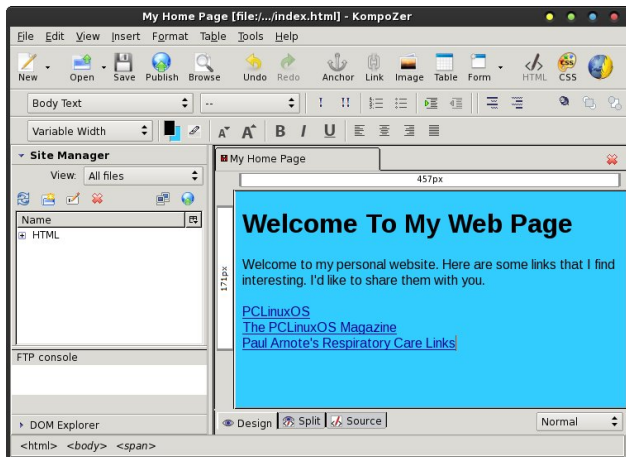 My Home Page [file:/.../index.html] - KompoZer
File Edit View Insert Format Table Tools Help
New Open Save Publish Browse Undo Redo Anchor Link Image Table Form HTML CSS
Body Text --
Variable Width A A B I U
Site Manager
View: All files
Name
HTML
FTP console
DOM Explorer
My Home Page
457px
171px
Welcome To My Web Page
Welcome to my personal website. Here are some links that I find
interesting. I'd like to share them with you.
PCLinuxOS
The PCLinuxOS Magazine
Paul Arnote's Respiratory Care Links
Design Split Source Normal
<html> <body> <span>